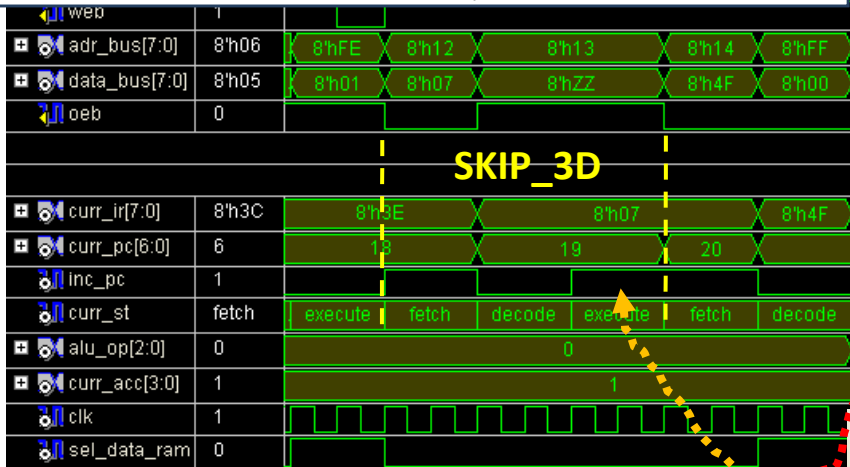 web 1
adr_bus[7:0] 8'h06 8'hFE 8'h12 8'h13 8'h14 8'hFF
data_bus[7:0] 8'h05 8'h01 8'h07 8'hZZ 8'h4F 8'h00
oeb 0
SKIP_3D
curr_ir[7:0] 8'h3C 8'h3E 8'h07 8'h4F
curr_pc[6:0] 6 18 19 20
inc_pc 1
curr_st fetch execute fetch decode execute fetch decode
alu_op[2:0] 0 0
curr_acc[3:0] 1 1
clk 1
sel_data_ram 0